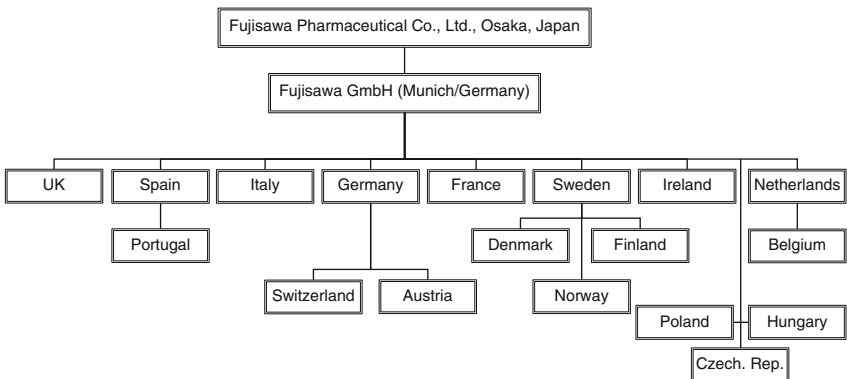 Fujisawa Pharmaceutical Co., Ltd., Osaka, Japan
Fujisawa GmbH (Munich/Germany)
UK
Spain
Italy
Germany
France
Sweden
Ireland
Netherlands
Portugal
Denmark
Finland
Belgium
Switzerland
Austria
Norway
Poland
Hungary
Czech. Rep.